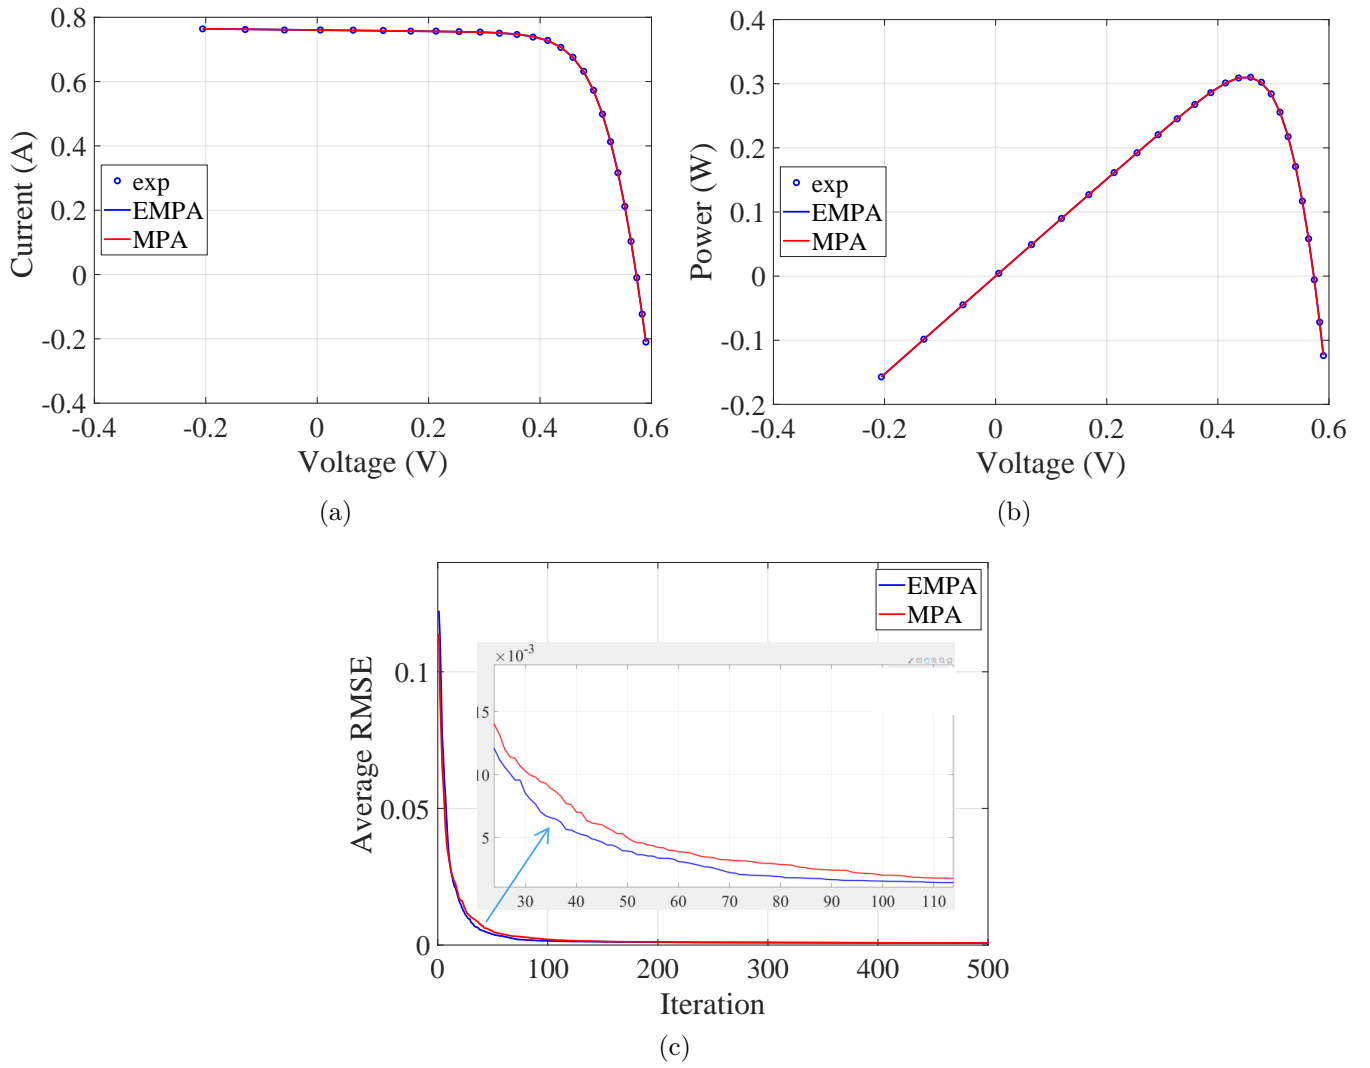 0.8
0.6
0.4
0.2
0
-0.2
-0.4
Current (A)
exp
EMPA
MPA
-0.4 -0.2 0 0.2 0.4 0.6
Voltage (V)
(a)
0.4
0.3
0.2
0.1
0
-0.1
-0.2
Power (W)
exp
EMPA
MPA
-0.4 -0.2 0 0.2 0.4 0.6
Voltage (V)
(b)
EMPA
MPA
0.1
0.05
0
Average RMSE
×10-3
15
10
5
30 40 50 60 70 80 90 100 110
0 100 200 300 400 500
Iteration
(c)